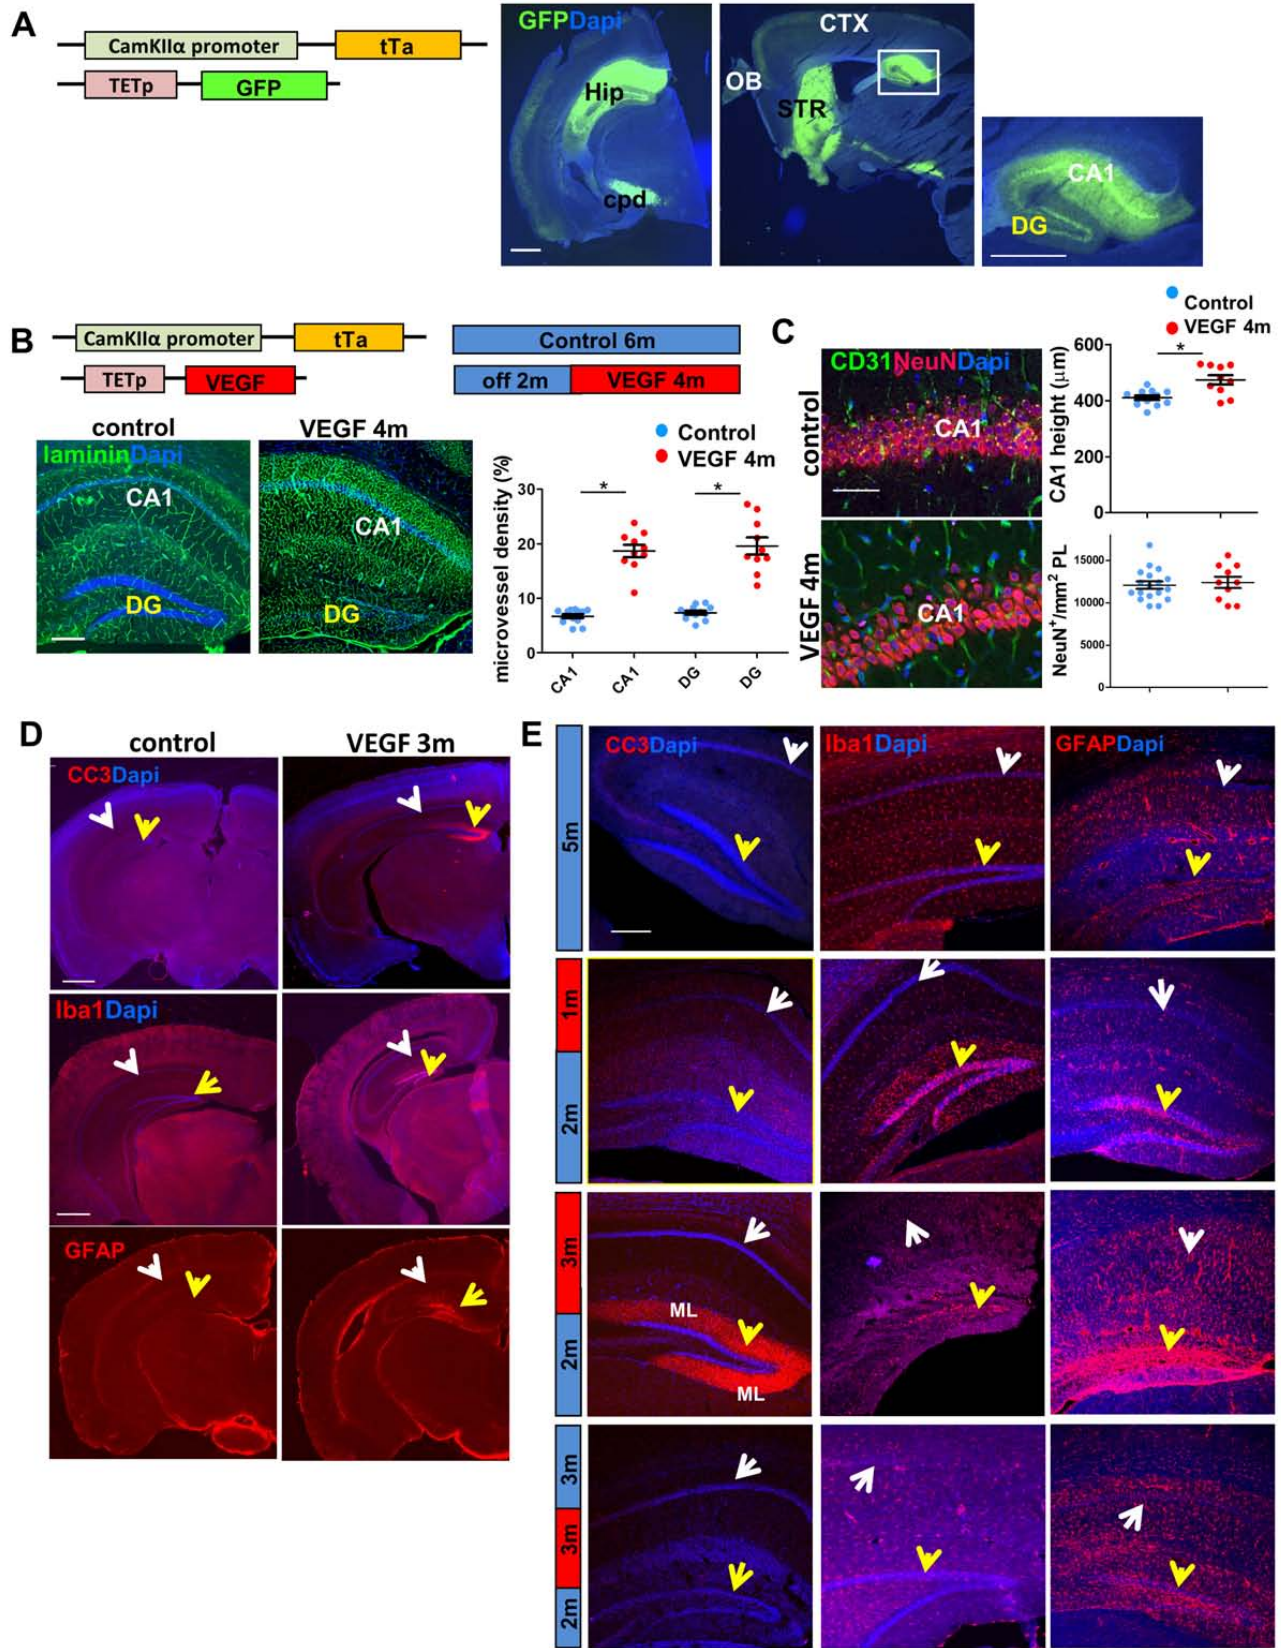 A
CamKIIα promoter
tTa
TETp
GFP
GFPDapi
Hip
cpd
CTX
OB
STR
CA1
DG
B
CamKIIα promoter
tTa
TETp
VEGF
Control 6m
off 2m
VEGF 4m
control
VEGF 4m
lamininDapi
CA1
DG
CA1
DG
Control
VEGF 4m
microvessel density (%)
30
20
10
0
*
*
CA1
CA1
DG
DG
C
control
CD31NeuNDapi
CA1
VEGF 4m
CA1
Control
VEGF 4m
CA1 height (μm)
600
400
200
0
*
NeuN+/mm2 PL
15000
10000
5000
0
D
control
VEGF 3m
CC3Dapi
Iba1Dapi
GFAP
E
CC3Dapi
Iba1Dapi
GFAPDapi
5m
1m
2m
3m
2m
ML
ML
3m
3m
2m